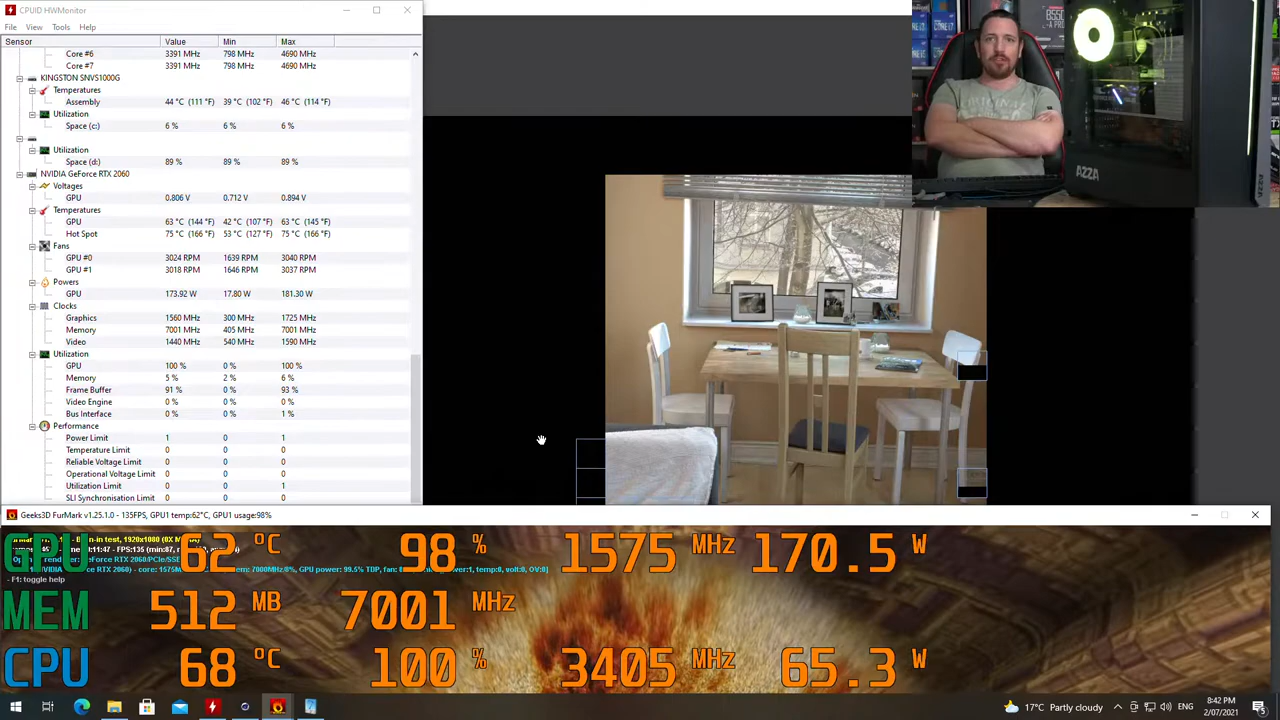 CPUID HWMonitor
File View Tools Help
Sensor Value Min Max
Core #6 3391 MHz 798 MHz 4690 MHz
Core #7 3391 MHz 798 MHz 4690 MHz
KINGSTON SNVS1000G
Temperatures
Assembly 44 °C (111 °F) 39 °C (102 °F) 46 °C (114 °F)
Utilization
Space (c:) 6 % 6 % 6 %
Utilization
Space (d:) 89 % 89 % 89 %
NVIDIA GeForce RTX 2060
Voltages
GPU 0.806 V 0.712 V 0.894 V
Temperatures
GPU 63 °C (144 °F) 42 °C (107 °F) 63 °C (145 °F)
Hot Spot 75 °C (166 °F) 53 °C (127 °F) 75 °C (166 °F)
Fans
GPU #0 3024 RPM 1639 RPM 3040 RPM
GPU #1 3018 RPM 1646 RPM 3037 RPM
Powers
GPU 173.92 W 17.80 W 181.30 W
Clocks
Graphics 1560 MHz 300 MHz 1725 MHz
Memory 7001 MHz 405 MHz 7001 MHz
Video 1440 MHz 540 MHz 1590 MHz
Utilization
GPU 100 % 0 % 100 %
Memory 5 % 2 % 6 %
Frame Buffer 91 % 0 % 93 %
Video Engine 0 % 0 % 0 %
Bus Interface 0 % 0 % 1 %
Performance
Power Limit 1 0 1
Temperature Limit 0 0 0
Reliable Voltage Limit 0 0 0
Operational Voltage Limit 0 0 0
Utilization Limit 0 0 1
SLI Synchronisation Limit 0 0 0
AZZA
Geeks3D FurMark v1.25.1.0 - 135FPS, GPU1 temp:62°C, GPU1 usage:98%
Burn-in test, 1920x1080
FPS:135
- F1: toggle help
GPU 62 °C 98 % 1575 MHz 170.5 W
MEM 512 MB 7001 MHz
CPU 68 °C 100 % 3405 MHz 65.3 W
17°C Partly cloudy ENG 8:42 PM
2/07/2021